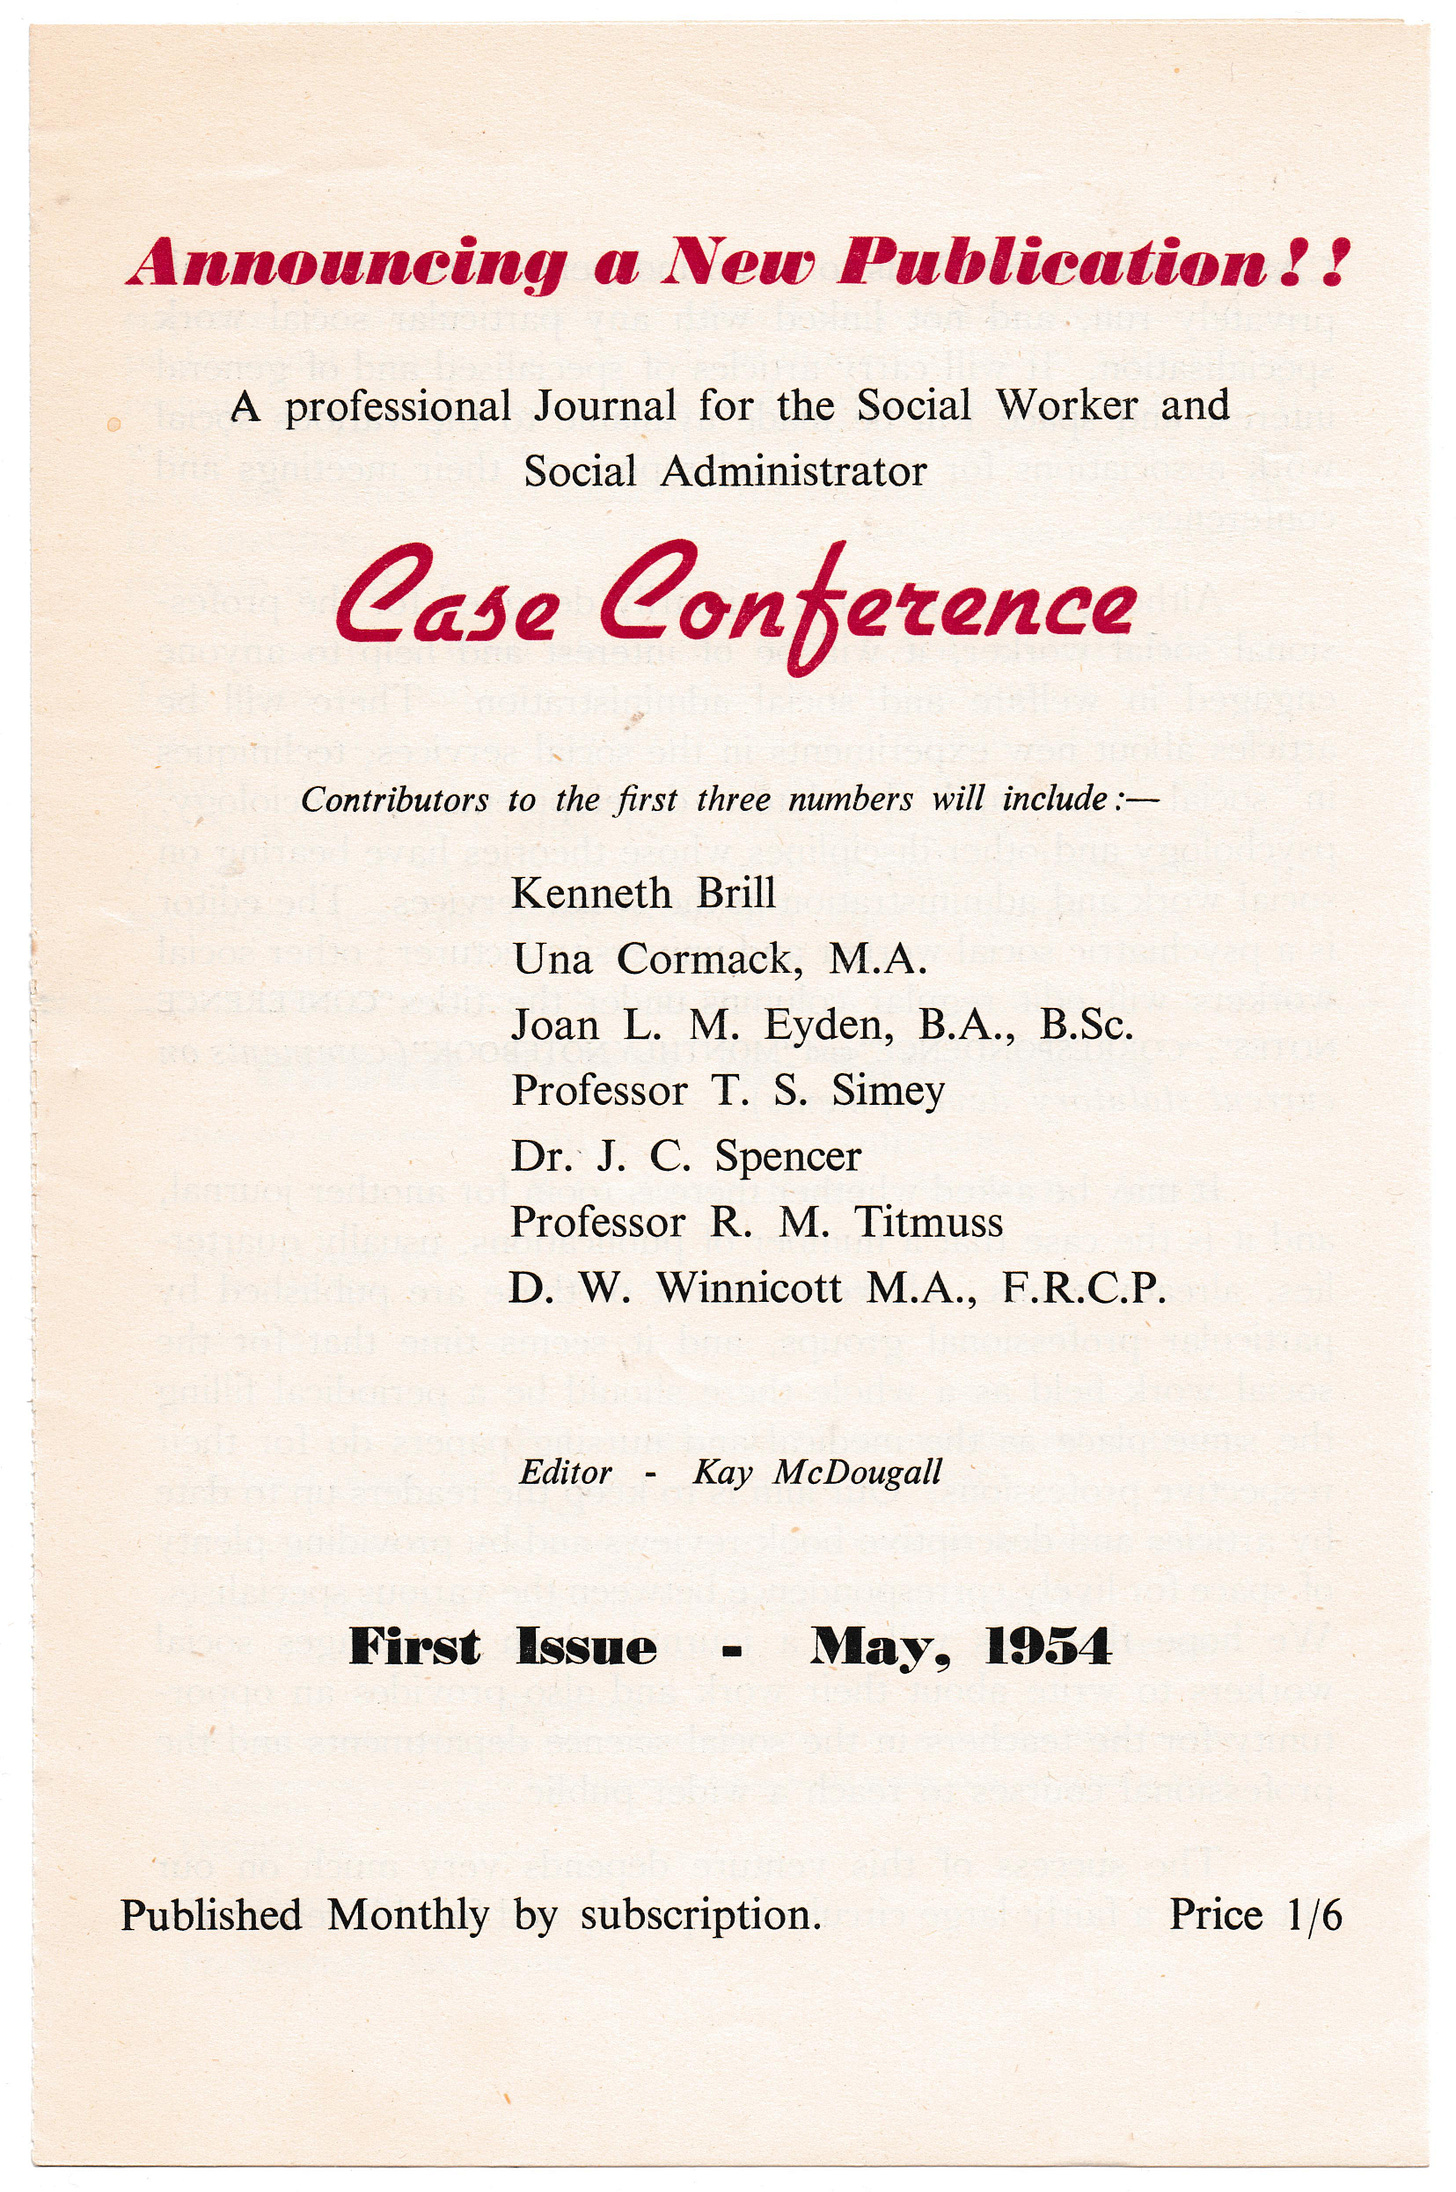 Announcing a New Publication!!
A professional Journal for the Social Worker and
Social Administrator
Case Conference
Contributors to the first three numbers will include:—
Kenneth Brill
Una Cormack, M.A.
Joan L. M. Eyden, B.A., B.Sc.
Professor T. S. Simey
Dr. J. C. Spencer
Professor R. M. Titmuss
D. W. Winnicott M.A., F.R.C.P.
Editor - Kay McDougall
First Issue - May, 1954
Published Monthly by subscription. Price 1/6